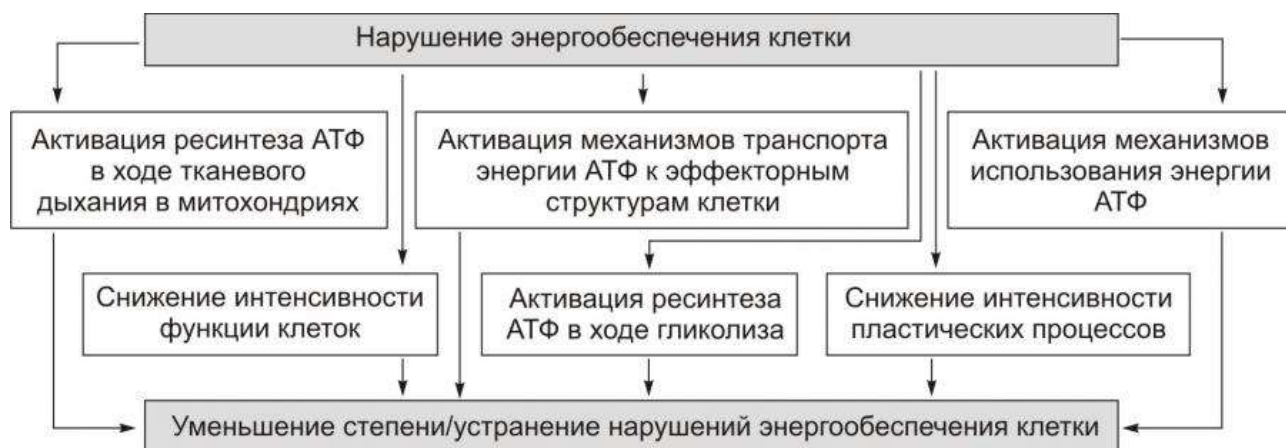 Нарушение энергообеспечения клетки
Активация ресинтеза АТФ
в ходе тканевого
дыхания в митохондриях
Активация механизмов транспорта
энергии АТФ к эффекторным
структурам клетки
Активация механизмов
использования энергии
АТФ
Снижение интенсивности
функции клеток
Активация ресинтеза
АТФ в ходе гликолиза
Снижение интенсивности
пластических процессов
Уменьшение степени/устранение нарушений энергообеспечения клетки